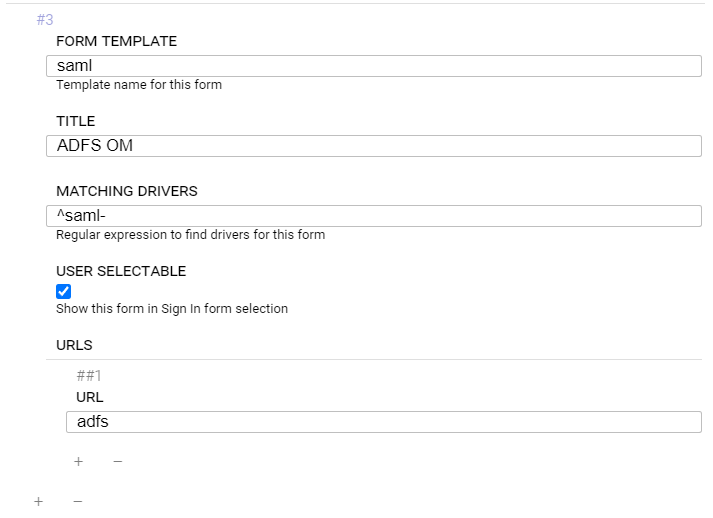 #3
FORM TEMPLATE
saml
Template name for this form
TITLE
ADFS OM
MATCHING DRIVERS
^saml-
Regular expression to find drivers for this form
USER SELECTABLE
Show this form in Sign In form selection
URLS
##1
URL
adfs
+ −
+ −